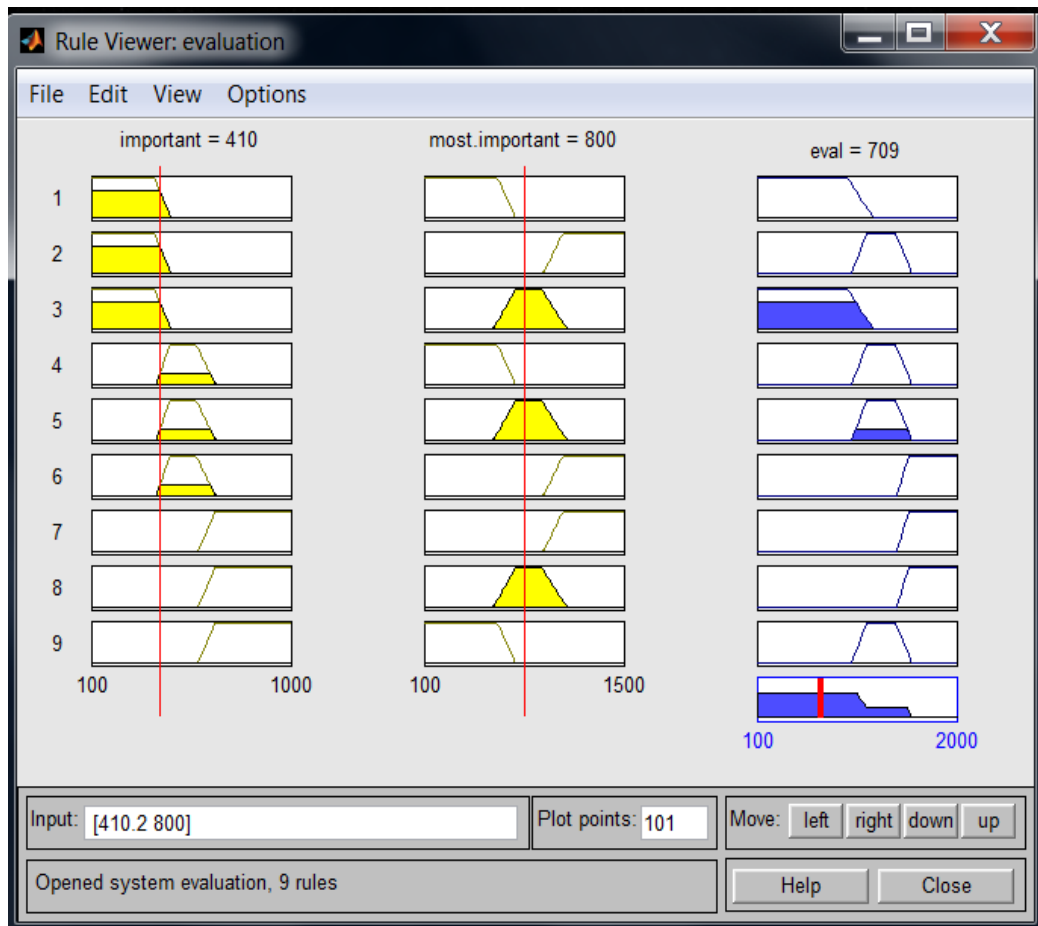 Rule Viewer: evaluation
File Edit View Options
important = 410 most.important = 800 eval = 709
1
2
3
4
5
6
7
8
9
100 1000 100 1500
100 2000
Input: [410.2 800] Plot points: 101 Move: left right down up
Opened system evaluation, 9 rules Help Close